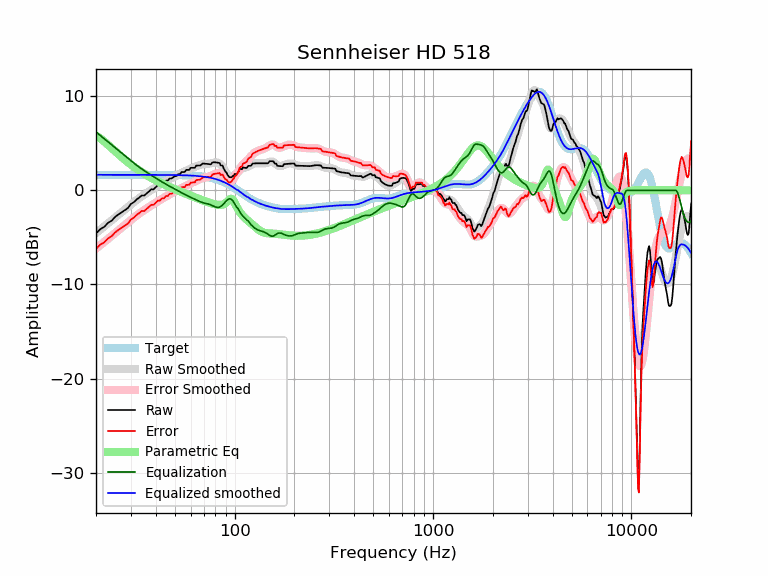 Sennheiser HD 518
Amplitude (dBr)
10
0
−10
−20
−30
Target
Raw Smoothed
Error Smoothed
Raw
Error
Parametric Eq
Equalization
Equalized smoothed
100
1000
10000
Frequency (Hz)